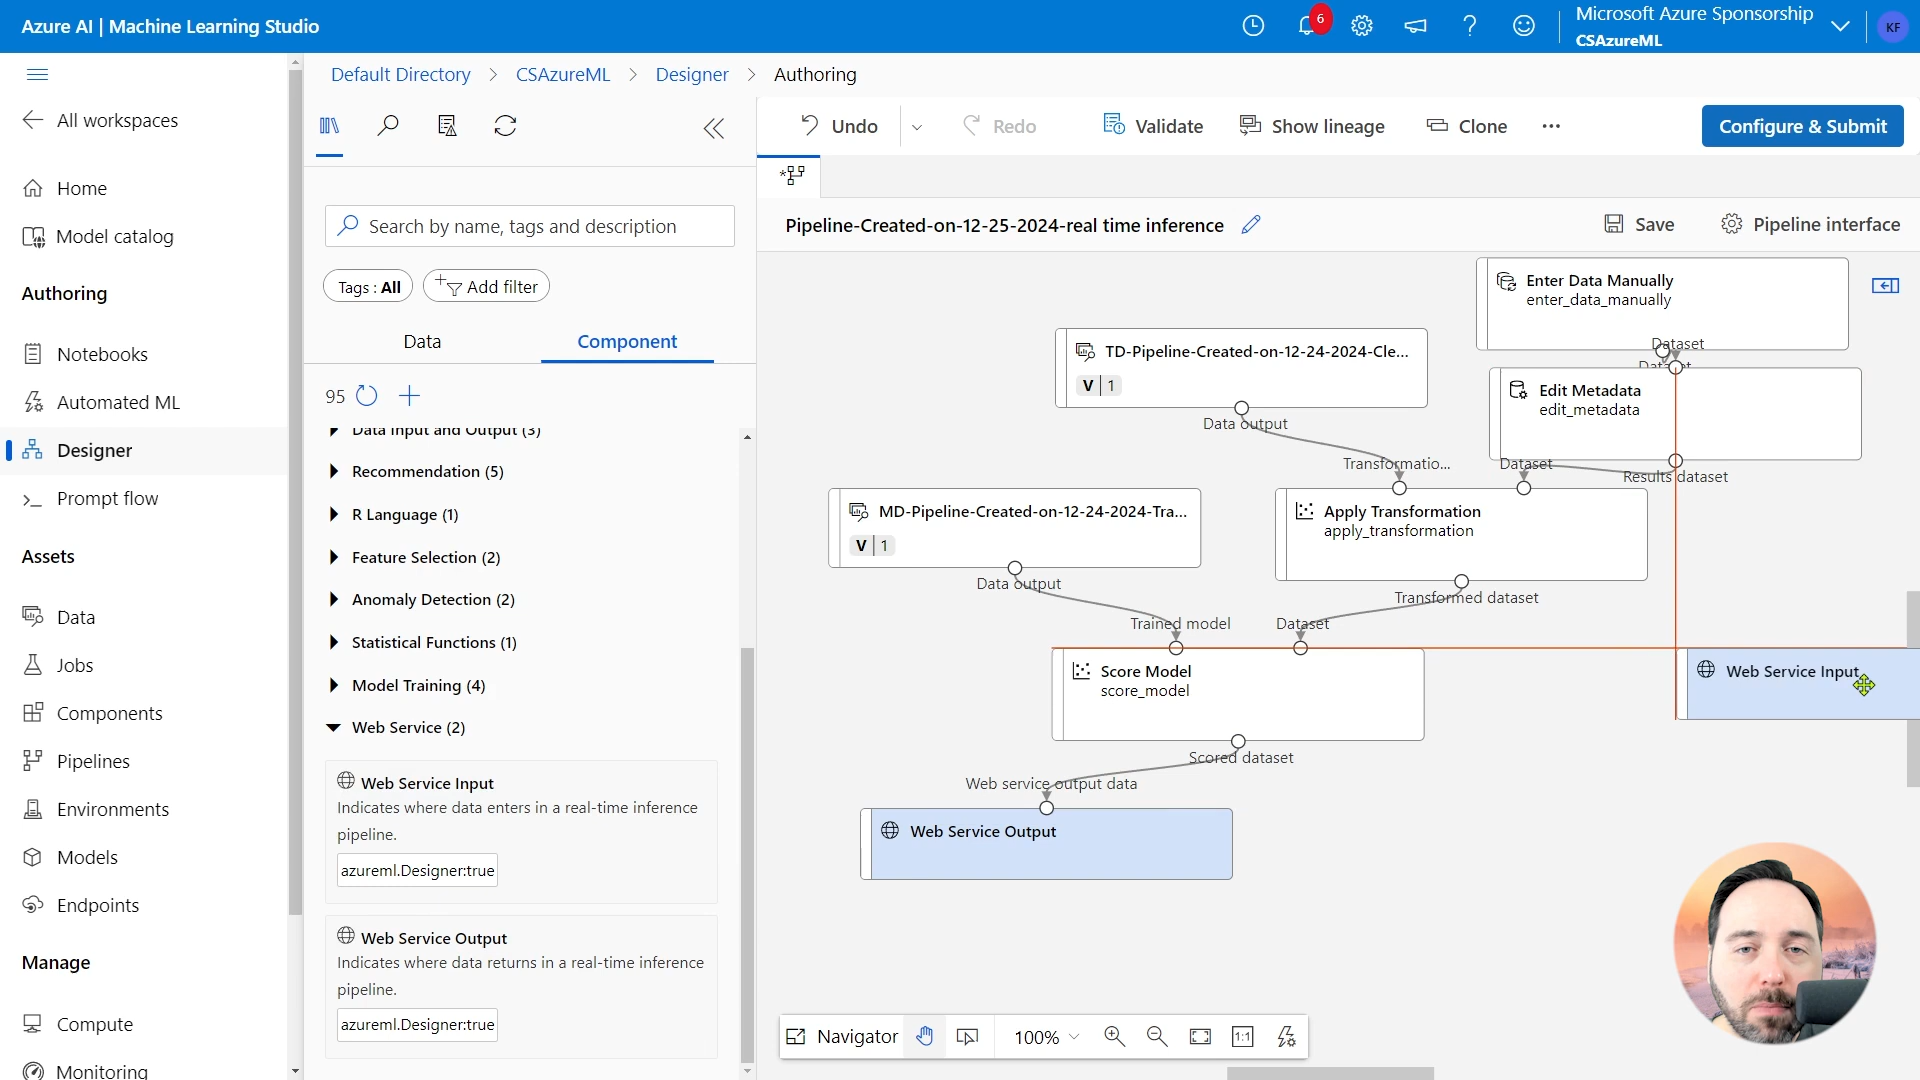 Azure AI | Machine Learning Studio
6
Microsoft Azure Sponsorship
CSAzureML
KF
All workspaces
Home
Model catalog
Authoring
Notebooks
Automated ML
Designer
Prompt flow
Assets
Data
Jobs
Components
Pipelines
Environments
Models
Endpoints
Manage
Compute
Monitoring
Default Directory > CSAzureML > Designer > Authoring
Search by name, tags and description
Tags : All
Add filter
Data
Component
95
Data Input and Output (3)
Recommendation (5)
R Language (1)
Feature Selection (2)
Anomaly Detection (2)
Statistical Functions (1)
Model Training (4)
Web Service (2)
Web Service Input
Indicates where data enters in a real-time inference
pipeline.
azureml.Designer:true
Web Service Output
Indicates where data returns in a real-time inference
pipeline.
azureml.Designer:true
Undo
Redo
Validate
Show lineage
Clone
Configure & Submit
Pipeline-Created-on-12-25-2024-real time inference
Save
Pipeline interface
Enter Data Manually
enter_data_manually
Dataset
TD-Pipeline-Created-on-12-24-2024-Cle...
V | 1
Data output
Edit Metadata
edit_metadata
Transformatio...
Dataset
Results dataset
MD-Pipeline-Created-on-12-24-2024-Tra...
V | 1
Data output
Apply Transformation
apply_transformation
Transformed dataset
Trained model
Dataset
Score Model
score_model
Web Service Input
Scored dataset
Web service output data
Web Service Output
Navigator
100%
1:1